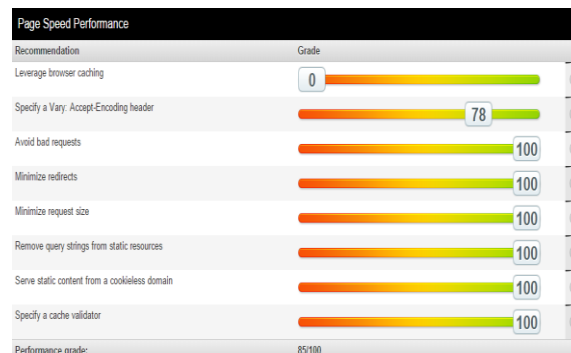 Page Speed Performance
Recommendation Grade
Leverage browser caching 0
Specify a Vary: Accept-Encoding header 78
Avoid bad requests 100
Minimize redirects 100
Minimize request size 100
Remove query strings from static resources 100
Serve static content from a cookieless domain 100
Specify a cache validator 100
Performance grade: 85/100